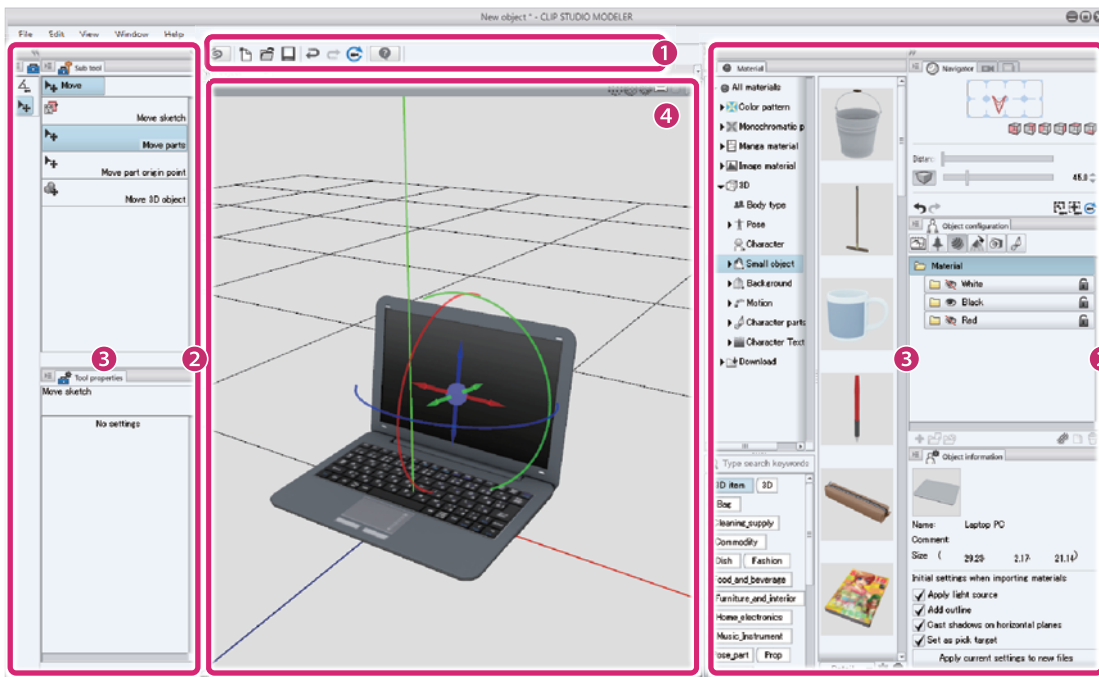 New object * - CLIP STUDIO MODELER
File Edit View Window Help
1
Sub tool
Move
Move sketch
Move parts
Move part origin point
Move 3D object
3
2
Tool properties
Move sketch
No settings
4
Material
All materials
Color pattern
Monochromatic p
Manga material
Image material
3D
Body type
Pose
Character
Small object
Background
Motion
Character parts
Character Text
Download
Type search keywords
3D item 3D
Bag
Cleaning_supply
Commodity
Dish Fashion
Food_and_beverage
Furniture_and_interior
Home_electronics
Music_instrument
Pose_part Prop
3
Navigator
45.0
Object configuration
Material
White
Black
Red
2
Object information
Name: Laptop PC
Comment:
Size ( 29.29 2.17 21.14)
Initial settings when importing materials
Apply light source
Add outline
Cast shadows on horizontal planes
Set as pick target
Apply current settings to new files